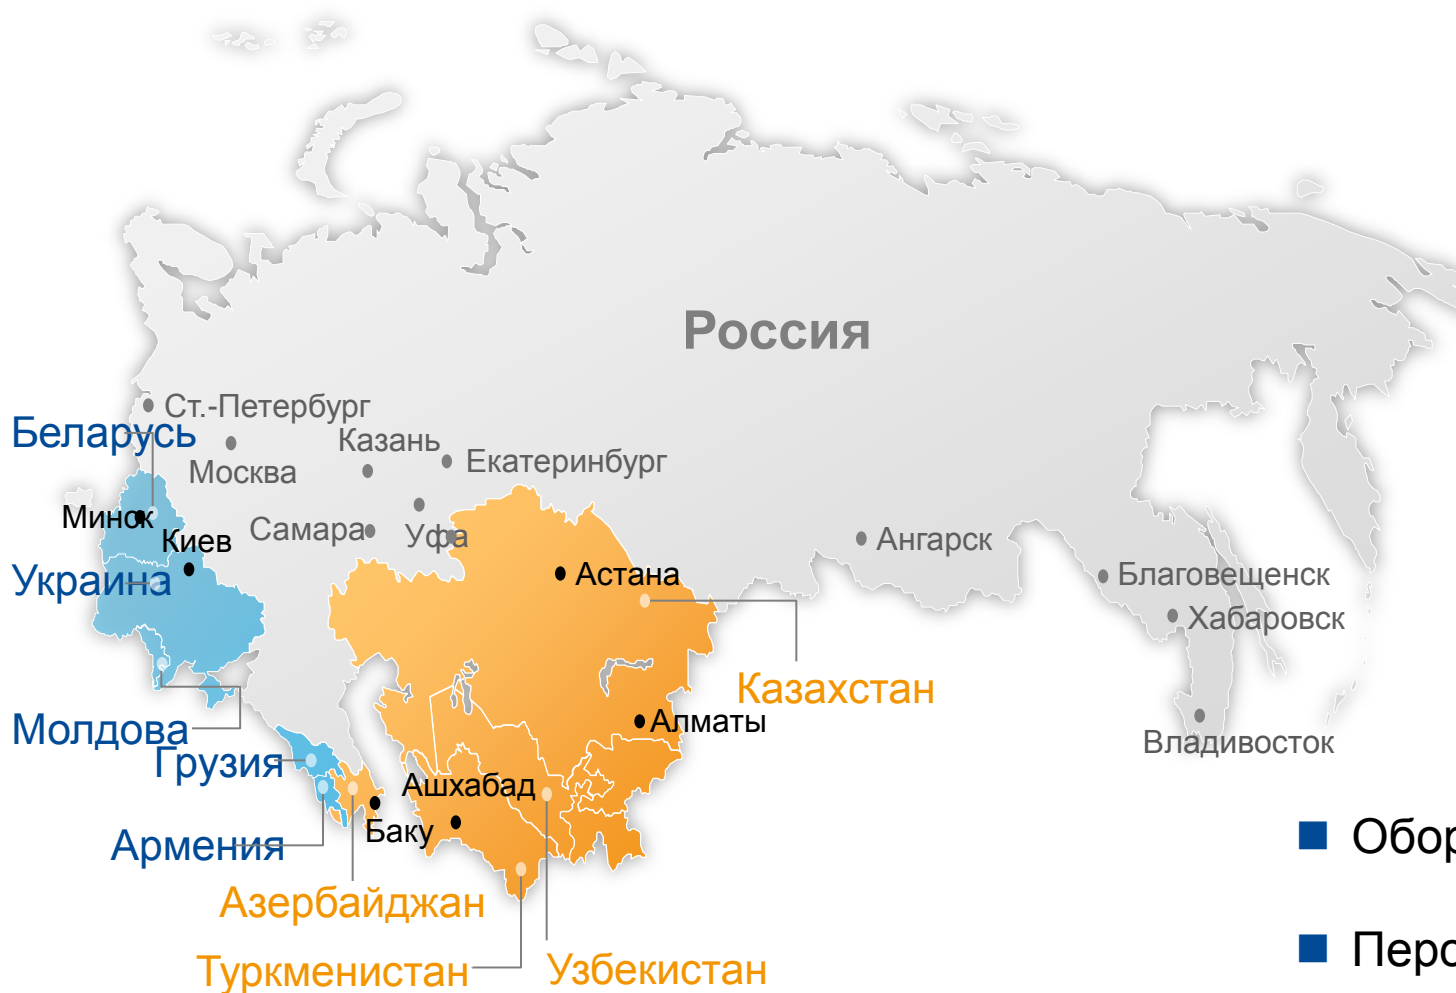 Россия
Ст.-Петербург
Беларусь
Казань
Екатеринбург
Москва
Минск
Киев
Самара
Уфа
Ангарск
Украина
Астана
Благовещенск
Хабаровск
Казахстан
Молдова
Алматы
Владивосток
Грузия
Ашхабад
Баку
Армения
Азербайджан
Туркменистан
Узбекистан